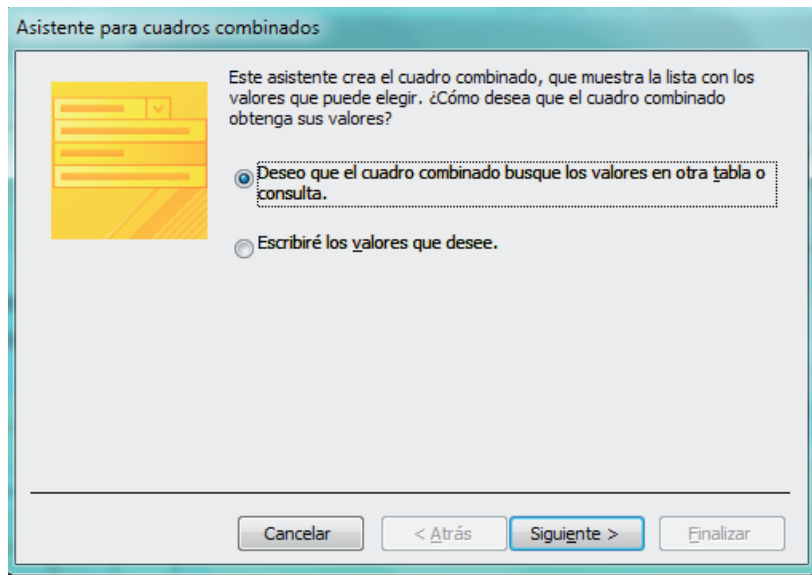 Asistente para cuadros combinados
Este asistente crea el cuadro combinado, que muestra la lista con los
valores que puede elegir. ¿Cómo desea que el cuadro combinado
obtenga sus valores?
Deseo que el cuadro combinado busque los valores en otra tabla o
consulta.
Escribiré los valores que desee.
Cancelar
< Atrás
Siguiente >
Finalizar